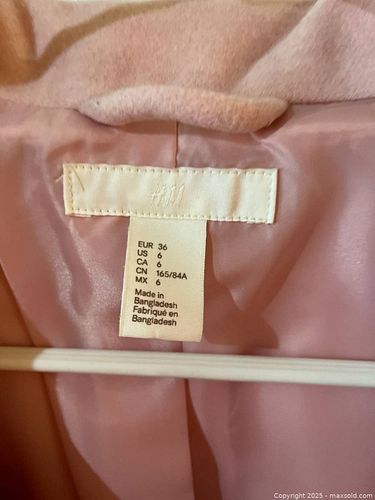 H&M
EUR 36
US 6
CA 6
CN 165/84A
MX 6
Made in
Bangladesh
Fabriqué en
Bangladesh
Copyright 2025 - maxsold.com